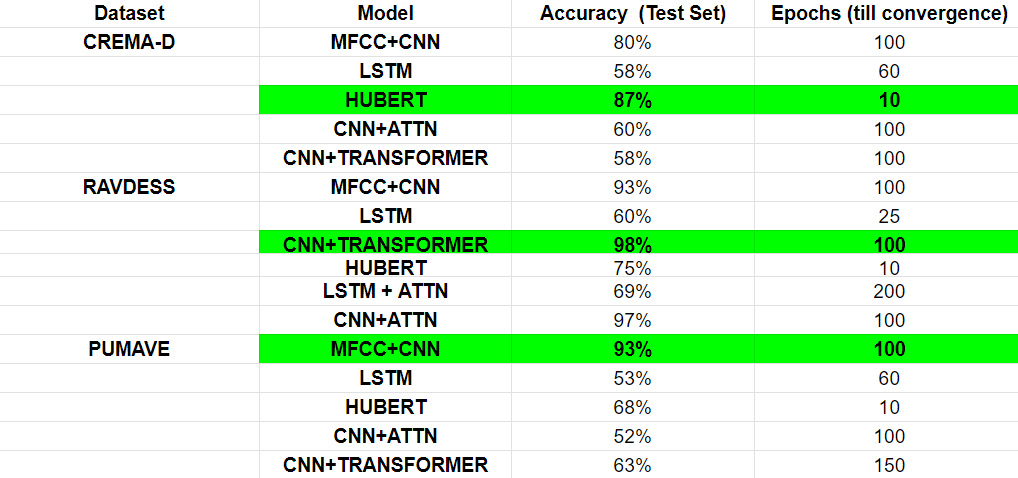 Dataset Model Accuracy (Test Set) Epochs (till convergence)
CREMA-D MFCC+CNN 80% 100
LSTM 58% 60
HUBERT 87% 10
CNN+ATTN 60% 100
CNN+TRANSFORMER 58% 100
RAVDESS MFCC+CNN 93% 100
LSTM 60% 25
CNN+TRANSFORMER 98% 100
HUBERT 75% 10
LSTM + ATTN 69% 200
CNN+ATTN 97% 100
PUMAVE MFCC+CNN 93% 100
LSTM 53% 60
HUBERT 68% 10
CNN+ATTN 52% 100
CNN+TRANSFORMER 63% 150